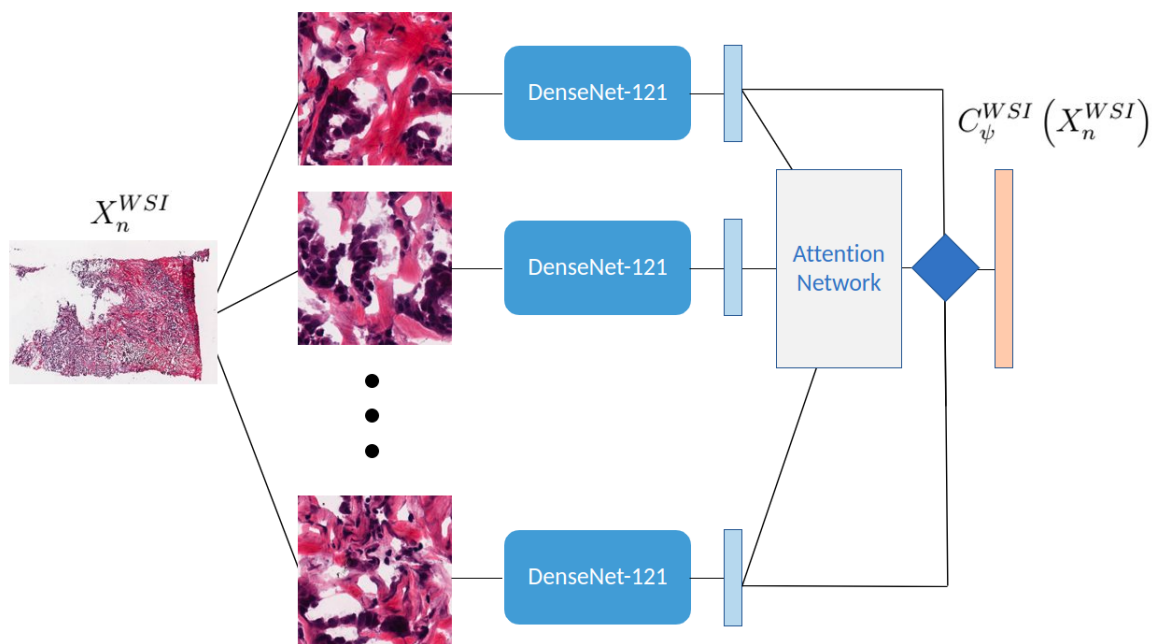 X_n^{WSI}
DenseNet-121
DenseNet-121
DenseNet-121
Attention
Network
C_ψ^{WSI} (X_n^{WSI})